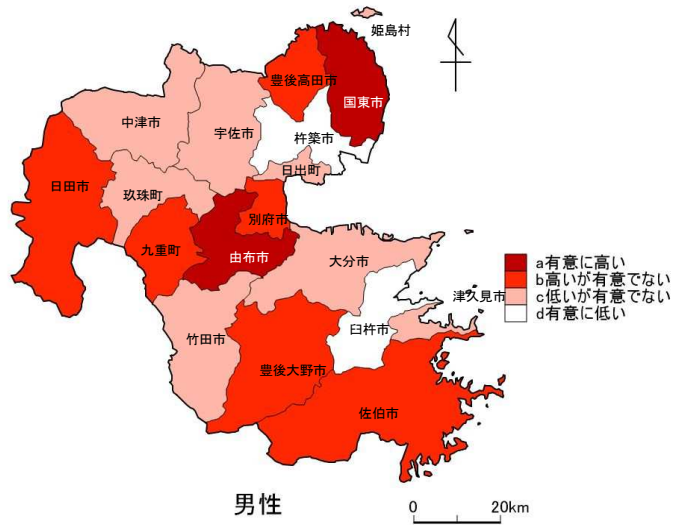 姫島村
豊後高田市
国東市
中津市
宇佐市
杵築市
日出町
日田市
玖珠町
別府市
九重町
由布市
大分市
津久見市
臼杵市
竹田市
豊後大野市
佐伯市
a有意に高い
b高いが有意でない
c低いが有意でない
d有意に低い
男性
0 20km